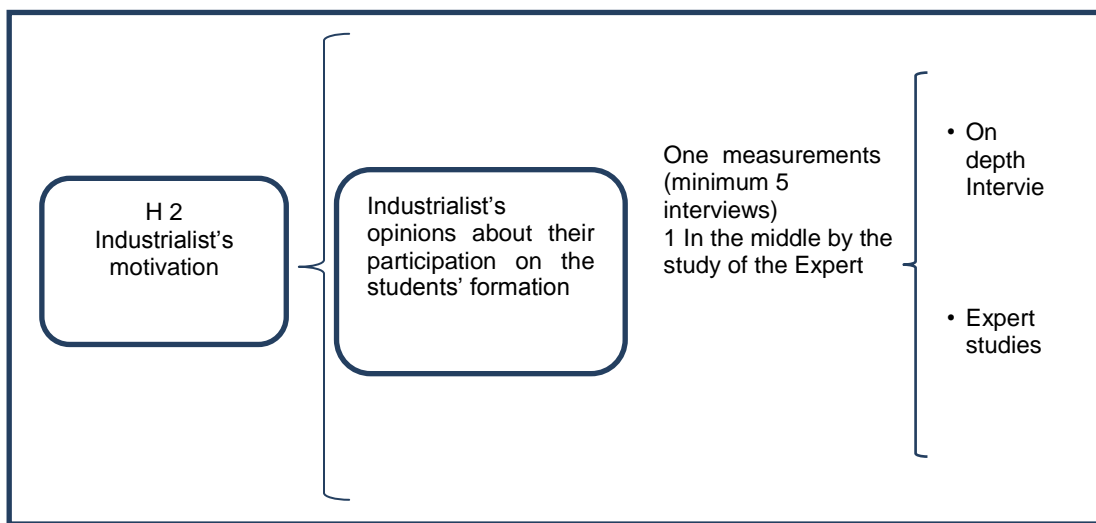 H 2
Industrialist’s
motivation
Industrialist’s
opinions about their
participation on the
students’ formation
One measurements
(minimum 5
interviews)
1 In the middle by the
study of the Expert
• On
depth
Intervie
• Expert
studies